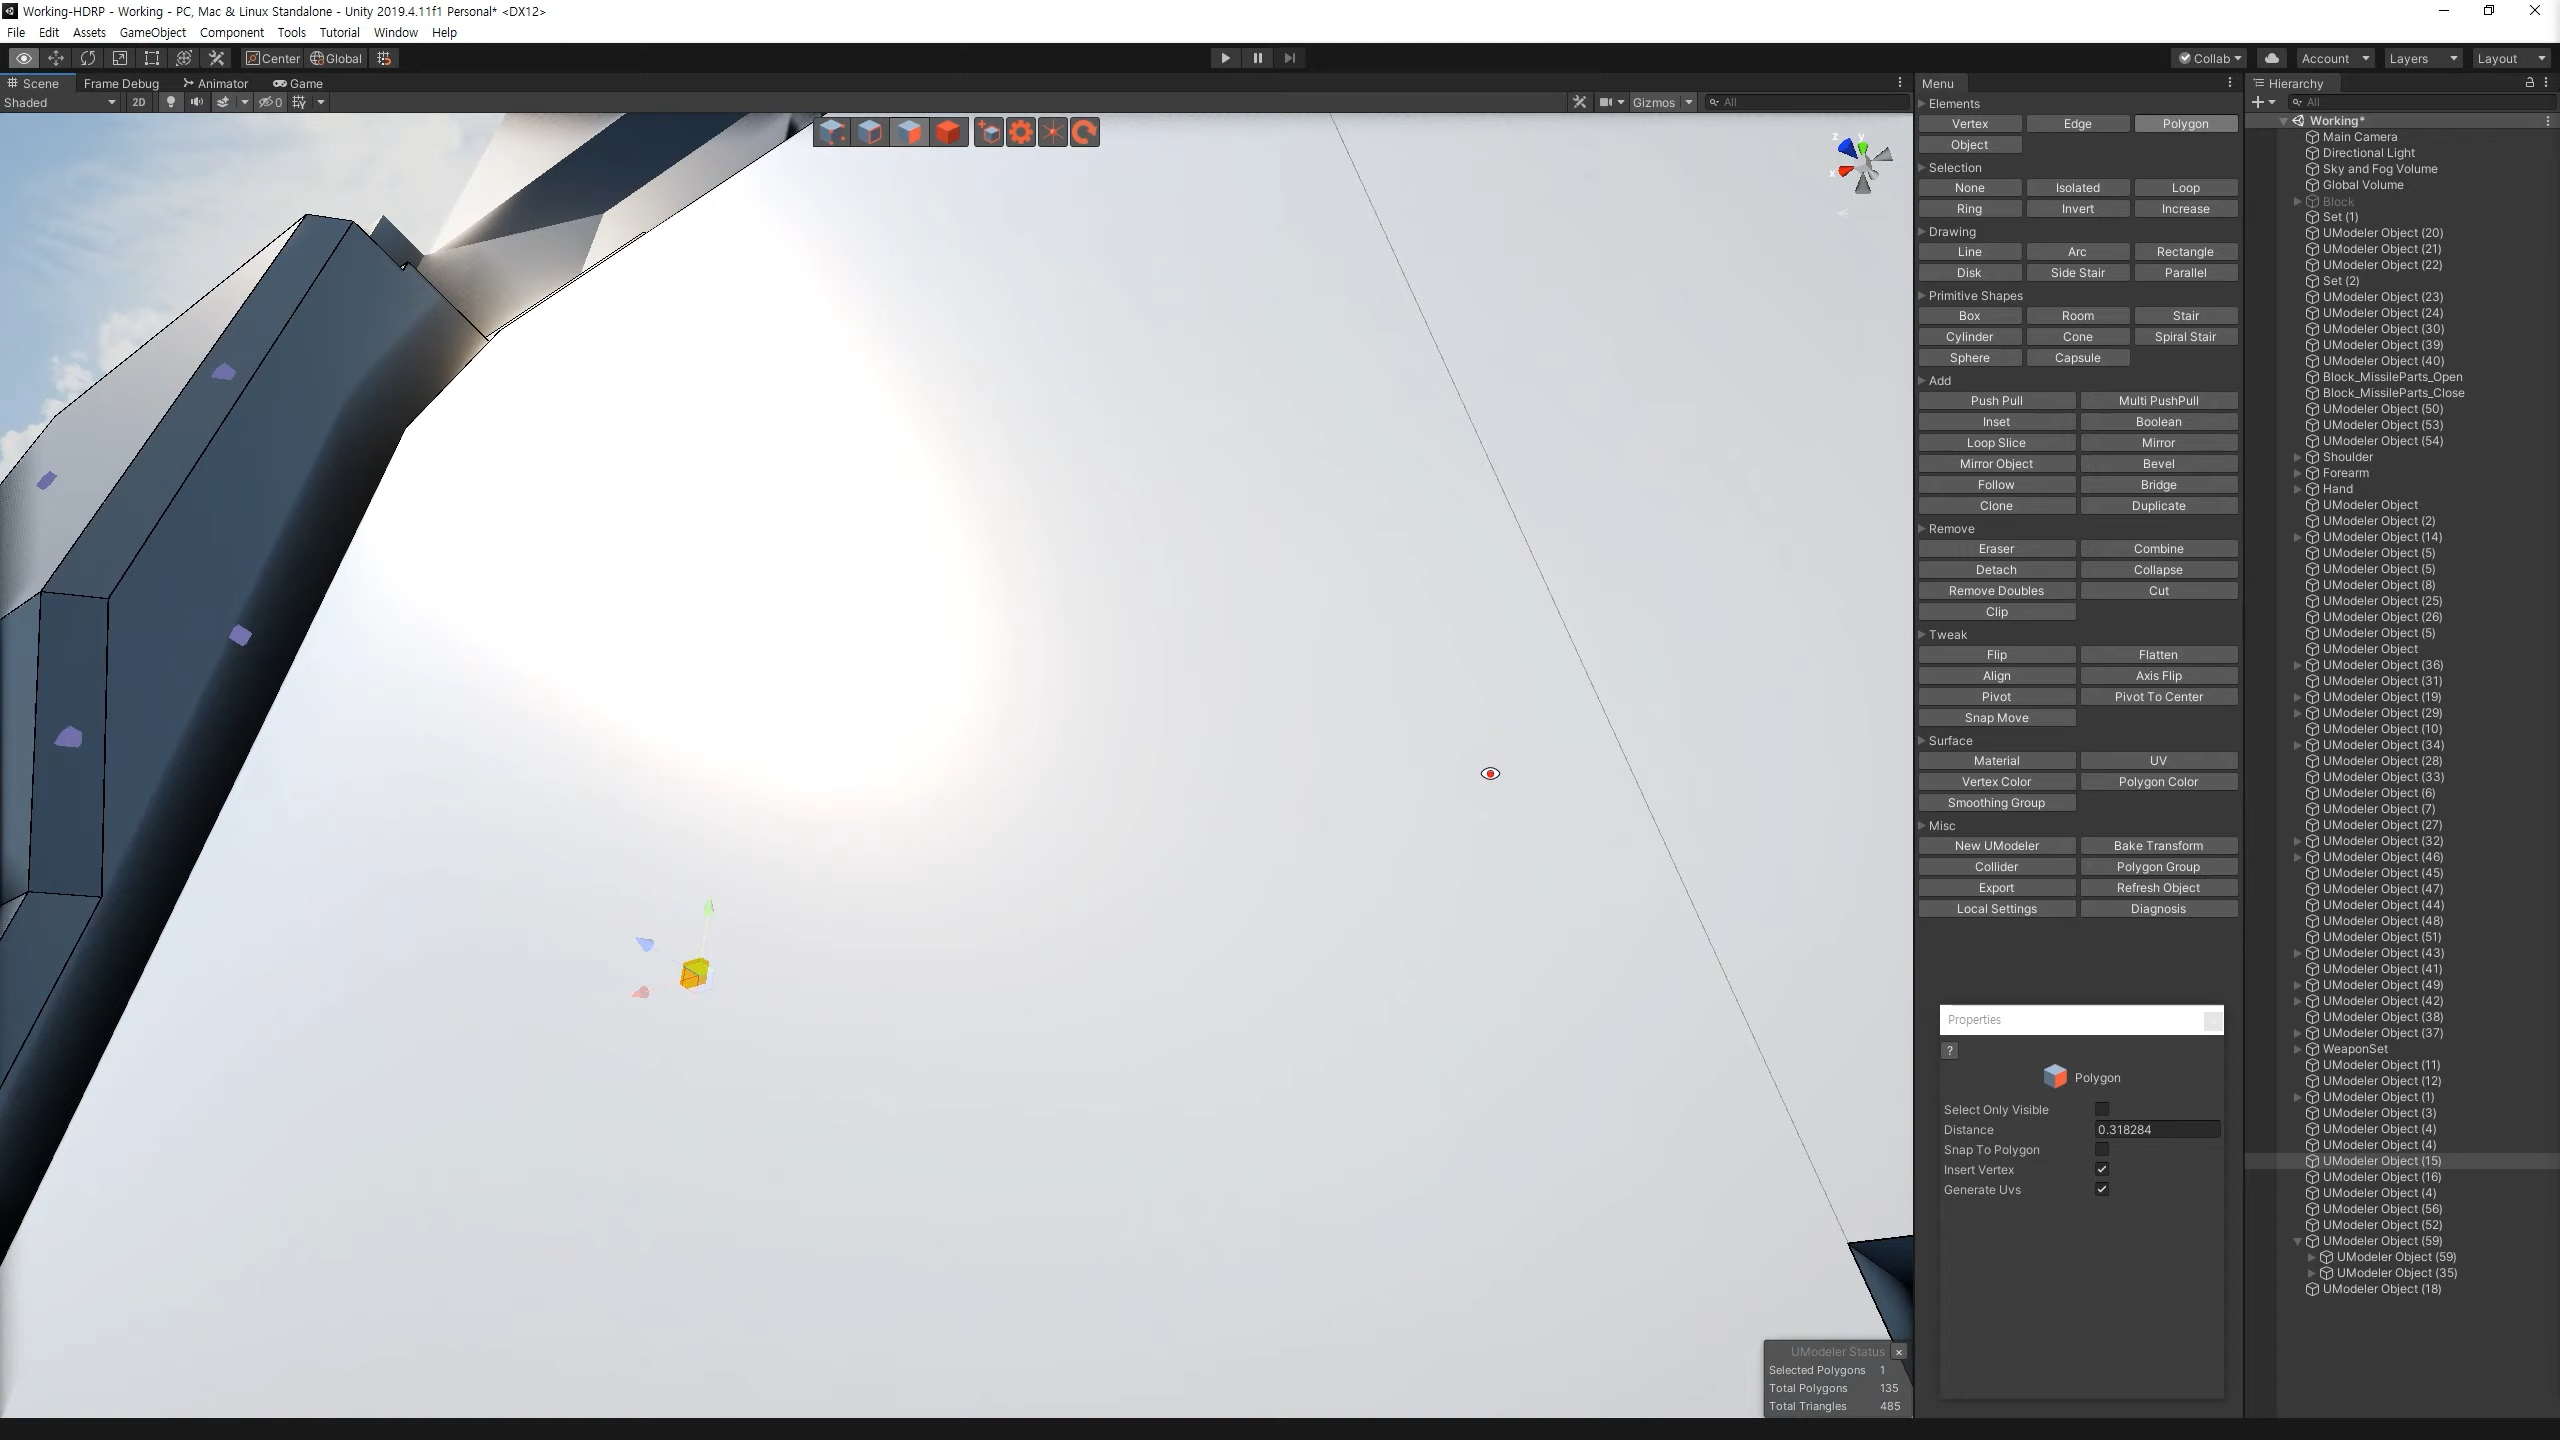 Working-HDRP - Working - PC, Mac & Linux Standalone - Unity 2019.4.11f1 Personal* <DX12>
File Edit Assets GameObject Component Tools Tutorial Window Help
Center Global Collab Account Layers Layout
Scene Frame Debug Animator Game
Shaded 2D 0 Gizmos All
z y x
Menu
Elements
Vertex Edge Polygon
Object
Selection
None Isolated Loop
Ring Invert Increase
Drawing
Line Arc Rectangle
Disk Side Stair Parallel
Primitive Shapes
Box Room Stair
Cylinder Cone Spiral Stair
Sphere Capsule
Add
Push Pull Multi PushPull
Inset Boolean
Loop Slice Mirror
Mirror Object Bevel
Follow Bridge
Clone Duplicate
Remove
Eraser Combine
Detach Collapse
Remove Doubles Cut
Clip
Tweak
Flip Flatten
Align Axis Flip
Pivot Pivot To Center
Snap Move
Surface
Material UV
Vertex Color Polygon Color
Smoothing Group
Misc
New UModeler Bake Transform
Collider Polygon Group
Export Refresh Object
Local Settings Diagnosis
Properties
?
Polygon
Select Only Visible
Distance 0.318284
Snap To Polygon
Insert Vertex
Generate Uvs
UModeler Status
Selected Polygons 1
Total Polygons 135
Total Triangles 485
Hierarchy
All
Working*
Main Camera
Directional Light
Sky and Fog Volume
Global Volume
Block
Set (1)
UModeler Object (20)
UModeler Object (21)
UModeler Object (22)
Set (2)
UModeler Object (23)
UModeler Object (24)
UModeler Object (30)
UModeler Object (39)
UModeler Object (40)
Block_MissileParts_Open
Block_MissileParts_Close
UModeler Object (50)
UModeler Object (53)
UModeler Object (54)
Shoulder
Forearm
Hand
UModeler Object
UModeler Object (2)
UModeler Object (14)
UModeler Object (5)
UModeler Object (5)
UModeler Object (8)
UModeler Object (25)
UModeler Object (26)
UModeler Object (5)
UModeler Object
UModeler Object (36)
UModeler Object (31)
UModeler Object (19)
UModeler Object (29)
UModeler Object (10)
UModeler Object (34)
UModeler Object (28)
UModeler Object (33)
UModeler Object (6)
UModeler Object (7)
UModeler Object (27)
UModeler Object (32)
UModeler Object (46)
UModeler Object (45)
UModeler Object (47)
UModeler Object (44)
UModeler Object (48)
UModeler Object (51)
UModeler Object (43)
UModeler Object (41)
UModeler Object (49)
UModeler Object (42)
UModeler Object (38)
UModeler Object (37)
WeaponSet
UModeler Object (11)
UModeler Object (12)
UModeler Object (1)
UModeler Object (3)
UModeler Object (4)
UModeler Object (4)
UModeler Object (15)
UModeler Object (16)
UModeler Object (4)
UModeler Object (56)
UModeler Object (52)
UModeler Object (59)
UModeler Object (59)
UModeler Object (35)
UModeler Object (18)